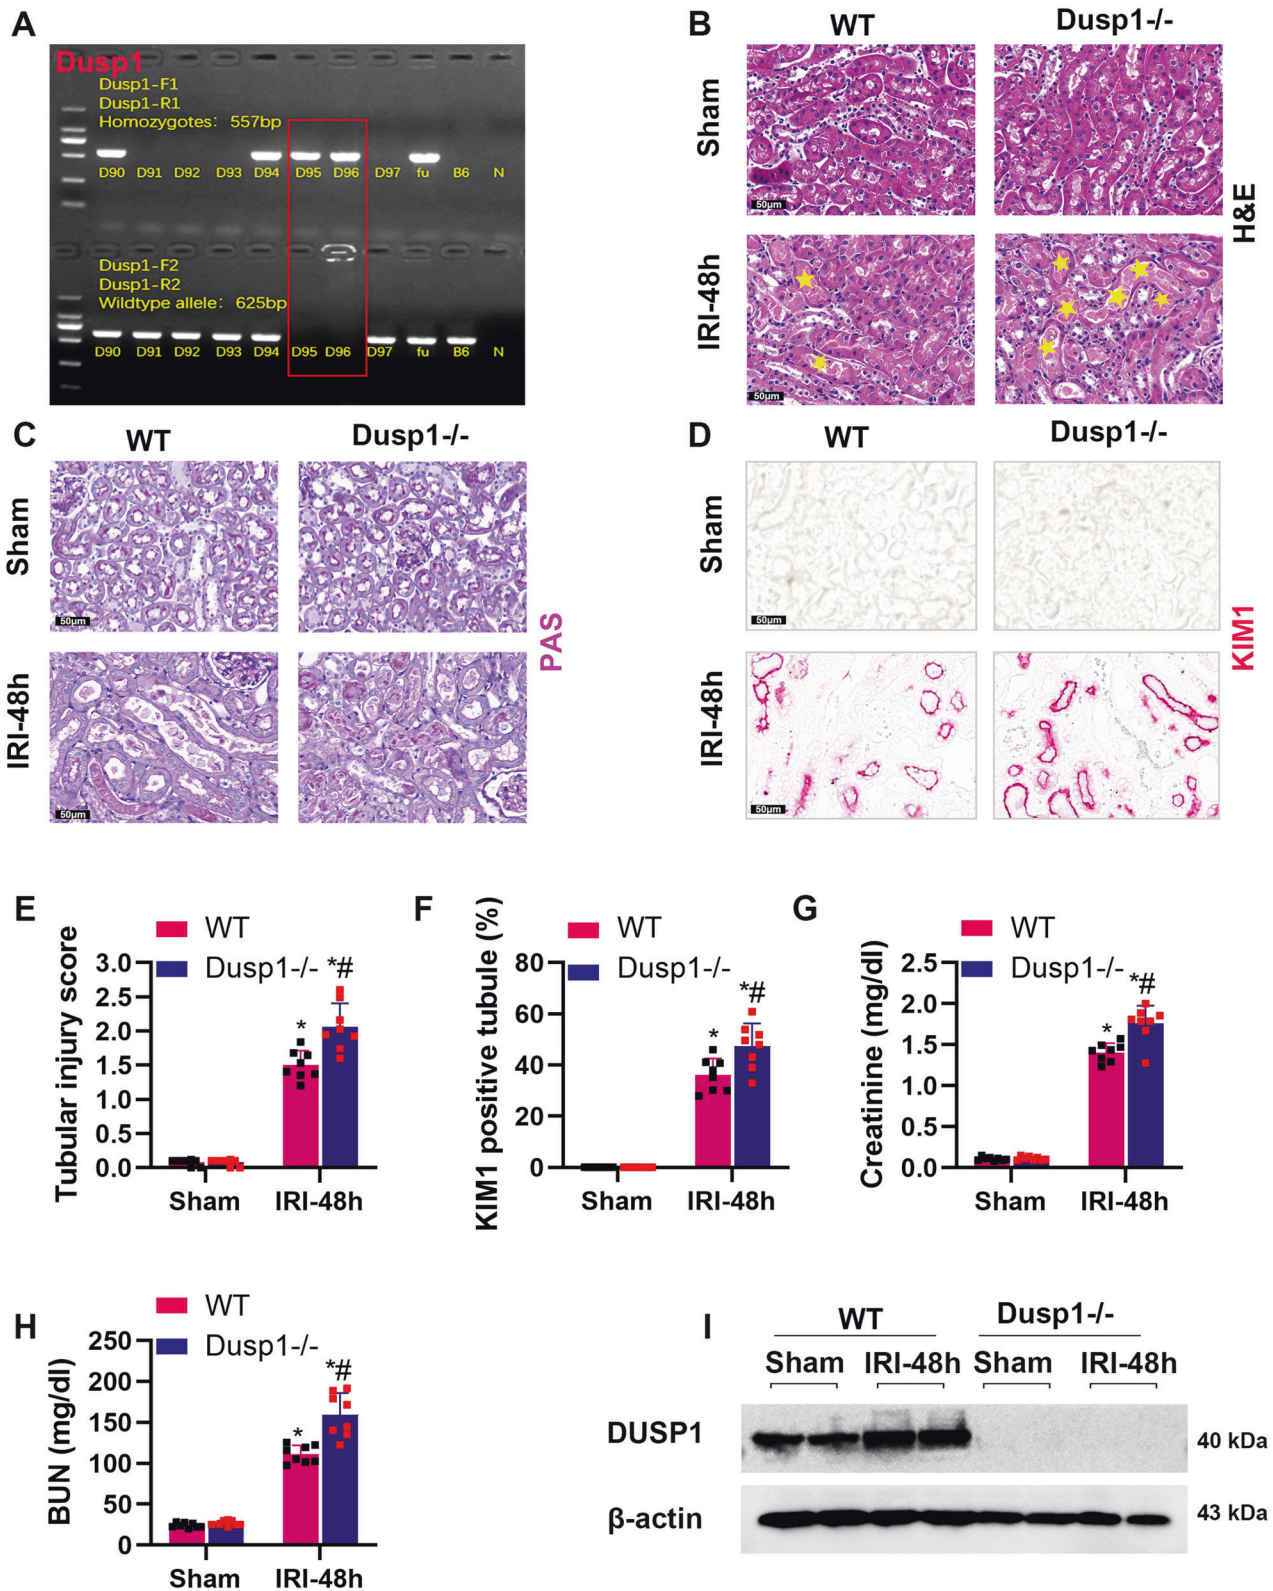 A
Dusp1
Dusp1-F1
Dusp1-R1
Homozygotes: 557bp
D90 D91 D92 D93 D94 D95 D96 D97 fu B6 N
Dusp1-F2
Dusp1-R2
Wildtype allele: 625bp
D90 D91 D92 D93 D94 D95 D96 D97 fu B6 N
B
WT Dusp1-/-
Sham
50μm
IRI-48h
50μm
H&E
C
WT Dusp1-/-
Sham
50μm
IRI-48h
50μm
PAS
D
WT Dusp1-/-
Sham
50μm
IRI-48h
50μm
KIM1
E
WT
Dusp1-/-
Tubular injury score
3.0
2.5
2.0
1.5
1.0
0.5
0.0
*
*#
Sham IRI-48h
F
WT
Dusp1-/-
KIM1 positive tubule (%)
80
60
40
20
0
*
*#
Sham IRI-48h
G
WT
Dusp1-/-
Creatinine (mg/dl)
2.5
2.0
1.5
1.0
0.5
0.0
*
*#
Sham IRI-48h
H
WT
Dusp1-/-
BUN (mg/dl)
250
200
150
100
50
0
*
*#
Sham IRI-48h
I
WT Dusp1-/-
Sham IRI-48h Sham IRI-48h
DUSP1 40 kDa
β-actin 43 kDa